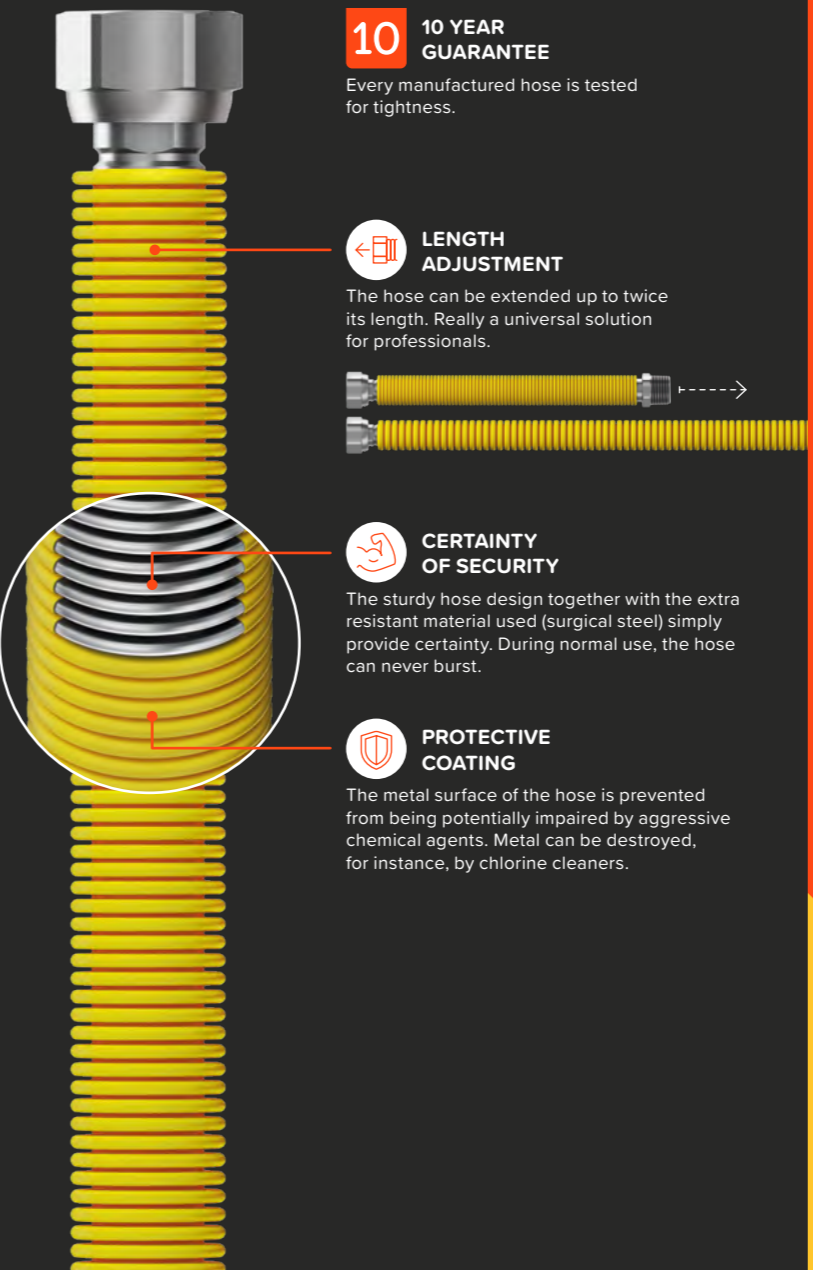 10
10 YEAR
GUARANTEE
Every manufactured hose is tested
for tightness.
LENGTH
ADJUSTMENT
The hose can be extended up to twice
its length. Really a universal solution
for professionals.
CERTAINTY
OF SECURITY
The sturdy hose design together with the extra
resistant material used (surgical steel) simply
provide certainty. During normal use, the hose
can never burst.
PROTECTIVE
COATING
The metal surface of the hose is prevented
from being potentially impaired by aggressive
chemical agents. Metal can be destroyed,
for instance, by chlorine cleaners.